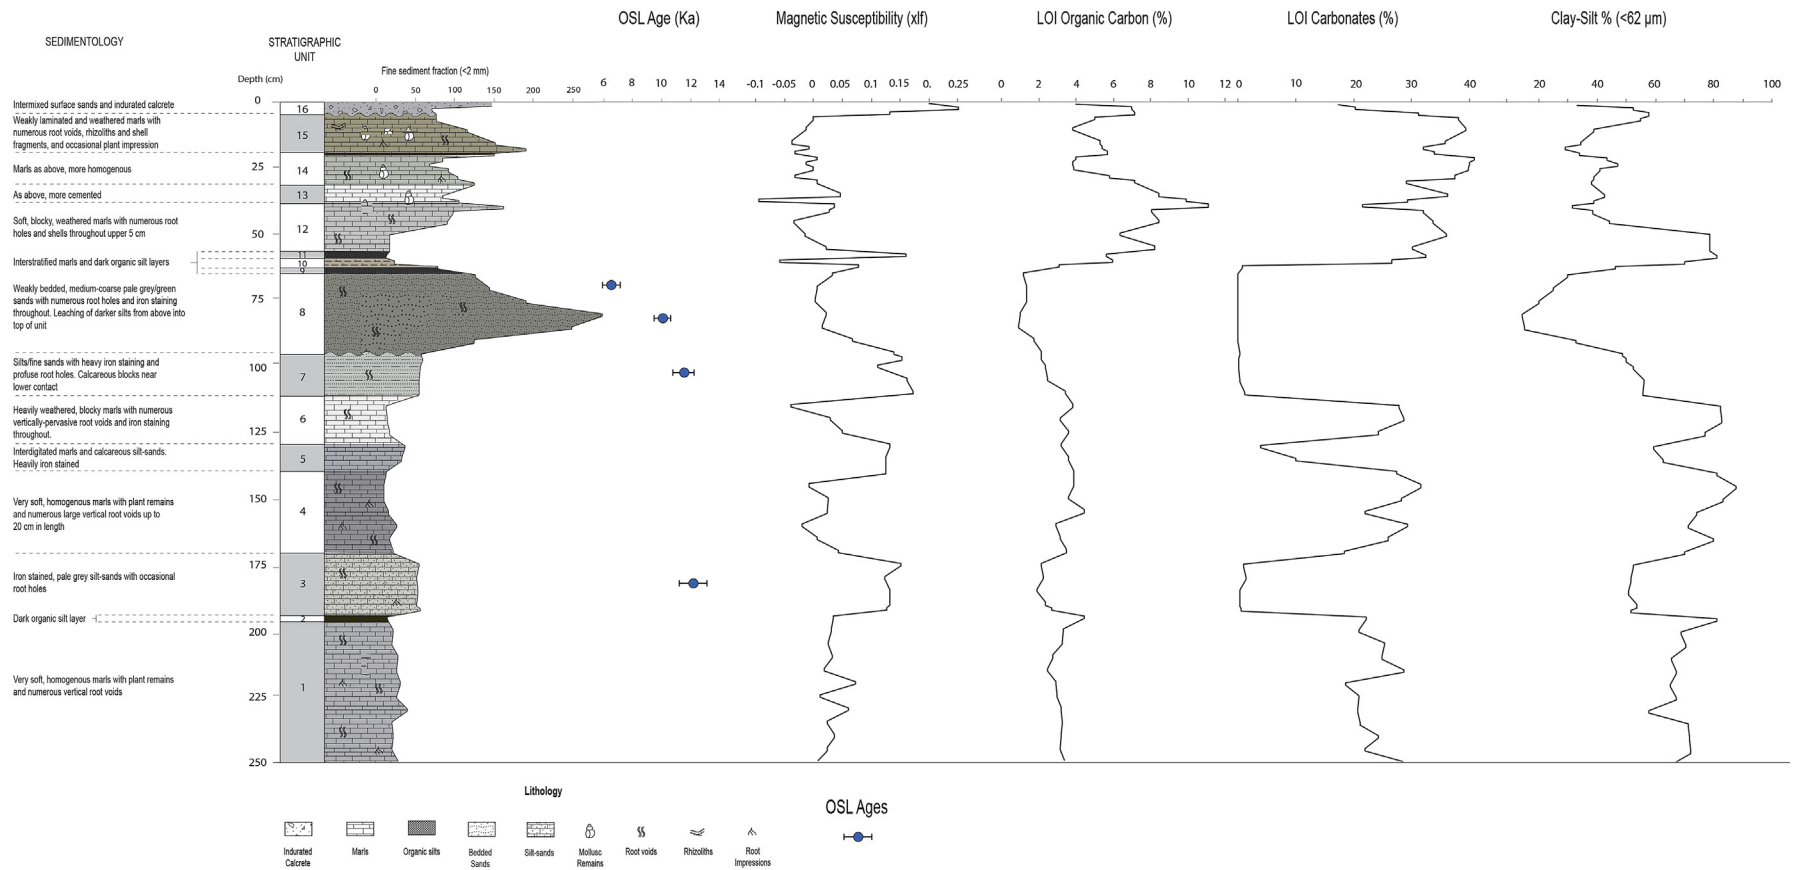 OSL Age (Ka)
Magnetic Susceptibility (xlf)
LOI Organic Carbon (%)
LOI Carbonates (%)
Clay-Silt % (<62 µm)
SEDIMENTOLOGY
STRATIGRAPHIC
UNIT
Depth (cm)
Fine sediment fraction (<2 mm)
0 50 100 150 200 250
6 8 10 12 14
-0.1 -0.05 0 0.05 0.1 0.15 0. 0.25
0 2 4 6 8 10 12
0 10 20 30 40
20 40 60 80 100
0
25
50
75
100
125
150
175
200
225
250
16
15
14
13
12
11
10
9
8
7
6
5
4
3
2
1
Intermixed surface sands and indurated calcrete
Weakly laminated and weathered marls with
numerous root voids, rhizoliths and shell
fragments, and occasional plant impression
Marls as above, more homogenous
As above, more cemented
Soft, blocky, weathered marls with numerous root
holes and shells throughout upper 5 cm
Interstratified marls and dark organic silt layers
Weakly bedded, medium-coarse pale grey/green
sands with numerous root holes and iron staining
throughout. Leaching of darker silts from above into
top of unit
Silts/fine sands with heavy iron staining and
profuse root holes. Calcareous blocks near
lower contact
Heavily weathered, blocky marls with numerous
vertically-pervasive root voids and iron staining
throughout.
Interdigitated marls and calcareous silt-sands.
Heavily iron stained
Very soft, homogenous marls with plant remains
and numerous large vertical root voids up to
20 cm in length
Iron stained, pale grey silt-sands with occasional
root holes
Dark organic silt layer
Very soft, homogenous marls with plant remains
and numerous vertical root voids
Lithology
OSL Ages
Indurated
Calcrete
Marls
Organic silts
Bedded
Sands
Silt-sands
Mollusc
Remains
Root voids
Rhizoliths
Root
Impressions